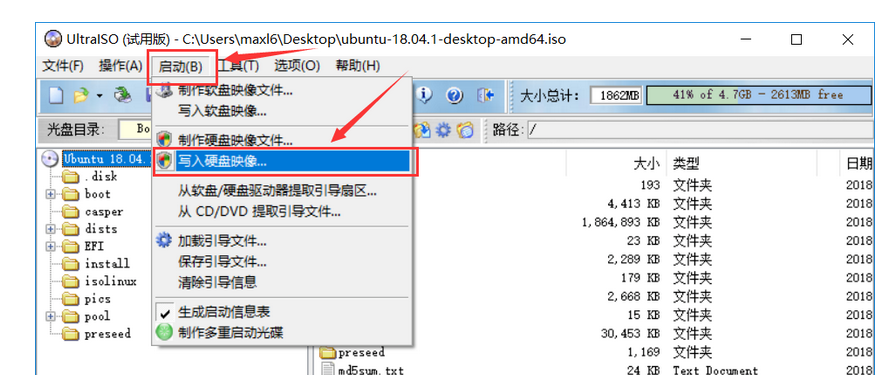 UltraISO (试用版) - C:\Users\maxl6\Desktop\ubuntu-18.04.1-desktop-amd64.iso
文件(F) 操作(A) 启动(B) 工具(T) 选项(O) 帮助(H)
大小总计: 1862MB 41% of 4.7GB - 2613MB free
光盘目录: Bo 路径: /
制作软盘映像文件...
写入软盘映像...
制作硬盘映像文件...
写入硬盘映像...
从软盘/硬盘驱动器提取引导扇区...
从 CD/DVD 提取引导文件...
加载引导文件...
保存引导文件...
清除引导信息
生成启动信息表
制作多重启动光碟
Ubuntu 18.04.
.disk
boot
casper
dists
EFI
install
isolinux
pics
pool
preseed
大小 类型 日期
193 文件夹 2018
4,413 KB 文件夹 2018
1,864,893 KB 文件夹 2018
23 KB 文件夹 2018
2,289 KB 文件夹 2018
179 KB 文件夹 2018
2,668 KB 文件夹 2018
15 KB 文件夹 2018
30,453 KB 文件夹 2018
preseed 1,169 文件夹 2018
md5sum.txt 24 KB Text Document 2018